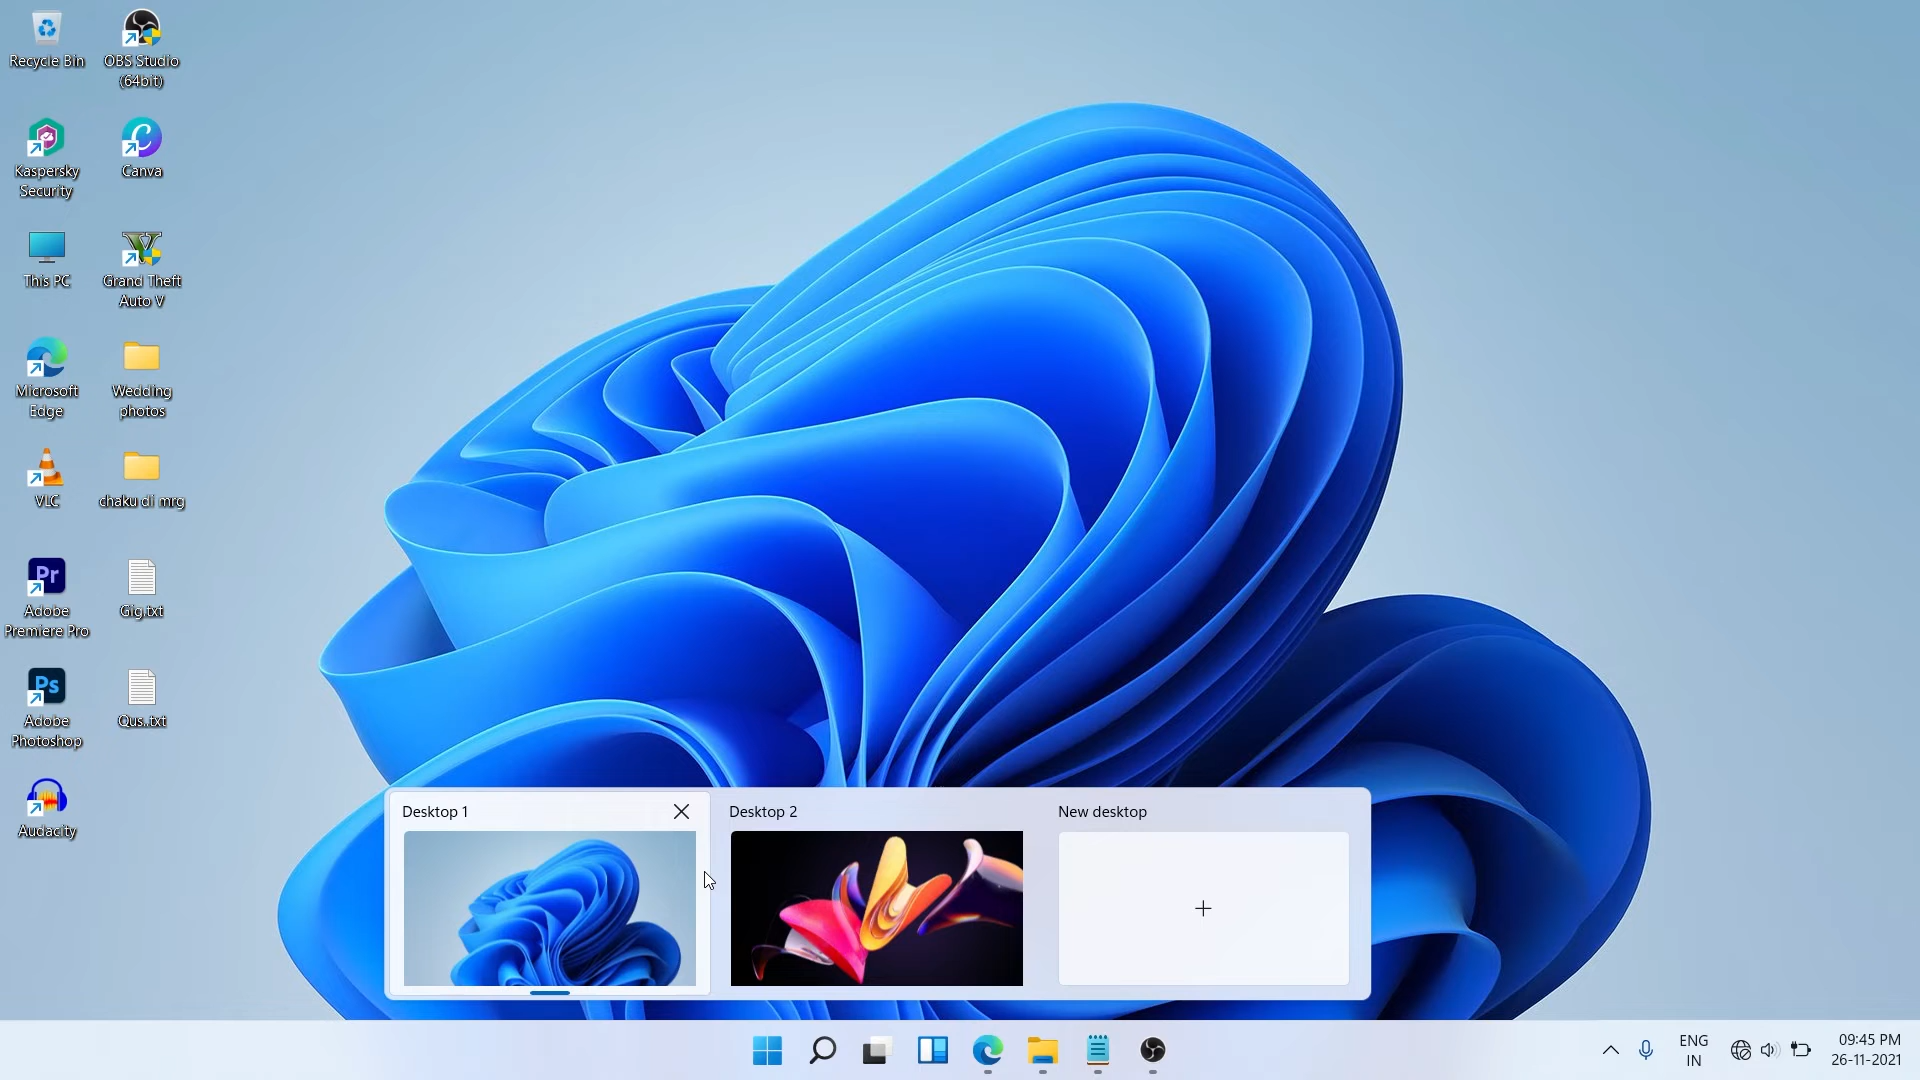 Recycle Bin
OBS Studio
(64bit)
Kaspersky
Security
Canva
This PC
Grand Theft
Auto V
Microsoft
Edge
Wedding
photos
VLC
chaku di mrg
Pr
Adobe
Premiere Pro
Gig.txt
Ps
Adobe
Photoshop
Qus..txt
Audacity
Desktop 1
Desktop 2
New desktop
ENG
IN
09:45 PM
26-11-2021